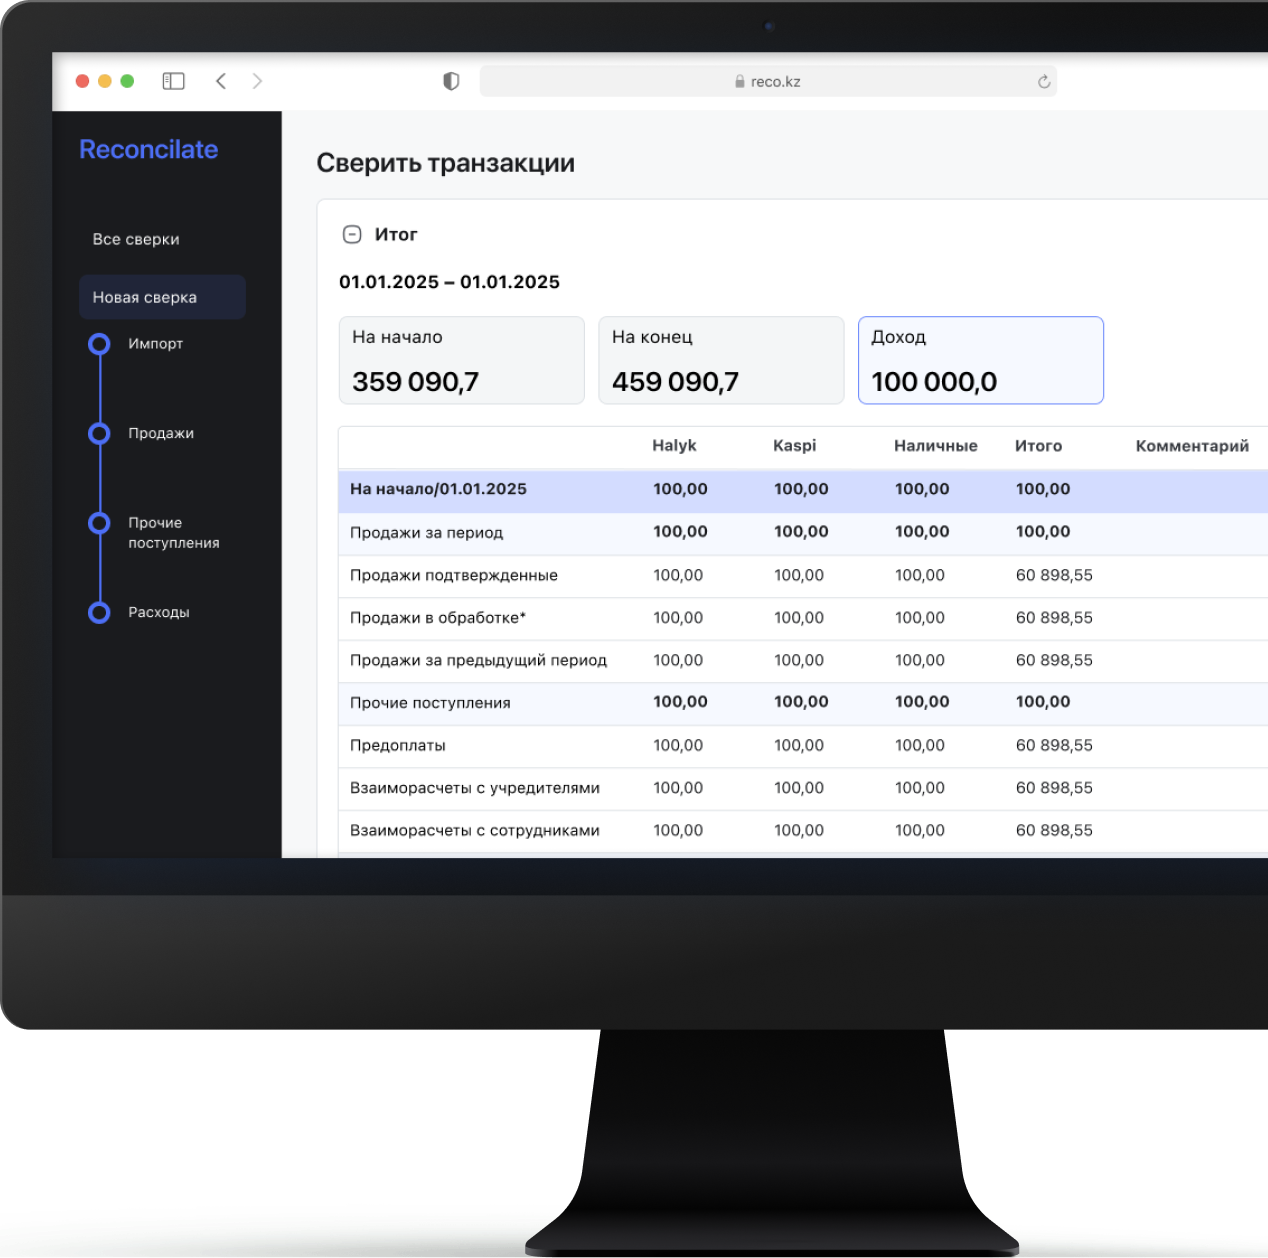 reco.kz
Reconcilate
Все сверки
Новая сверка
Импорт
Продажи
Прочие
поступления
Расходы
Сверить транзакции
Итог
01.01.2025 – 01.01.2025
На начало
359 090,7
На конец
459 090,7
Доход
100 000,0
Halyk Kaspi Наличные Итого Комментарий
На начало/01.01.2025 100,00 100,00 100,00 100,00
Продажи за период 100,00 100,00 100,00 100,00
Продажи подтвержденные 100,00 100,00 100,00 60 898,55
Продажи в обработке* 100,00 100,00 100,00 60 898,55
Продажи за предыдущий период 100,00 100,00 100,00 60 898,55
Прочие поступления 100,00 100,00 100,00 100,00
Предоплаты 100,00 100,00 100,00 60 898,55
Взаиморасчеты с учредителями 100,00 100,00 100,00 60 898,55
Взаиморасчеты с сотрудниками 100,00 100,00 100,00 60 898,55